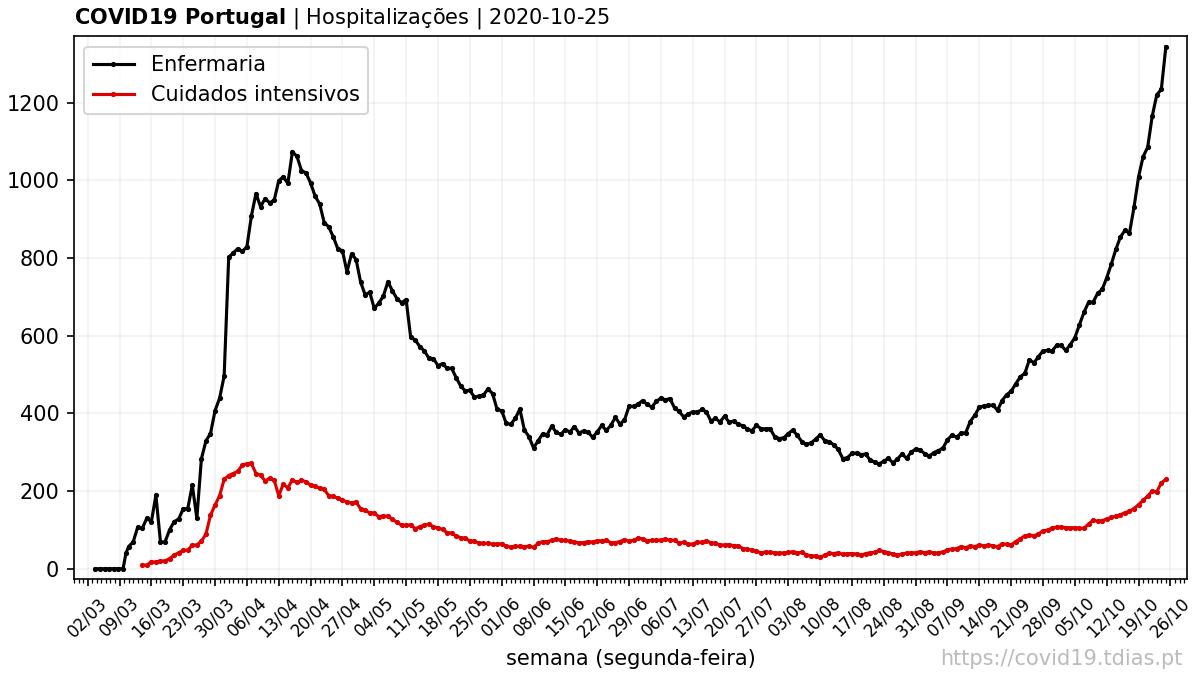 COVID19 Portugal | Hospitalizações | 2020-10-25
Enfermaria
Cuidados intensivos
1200
1000
800
600
400
200
0
02/03 09/03 16/03 23/03 30/03 06/04 13/04 20/04 27/04 04/05 11/05 18/05 25/05 01/06 08/06 15/06 22/06 29/06 06/07 13/07 20/07 27/07 03/08 10/08 17/08 24/08 31/09 07/09 14/09 21/09 28/09 05/10 12/10 19/10 26/10
semana (segunda-feira)
https://covid19.tdias.pt